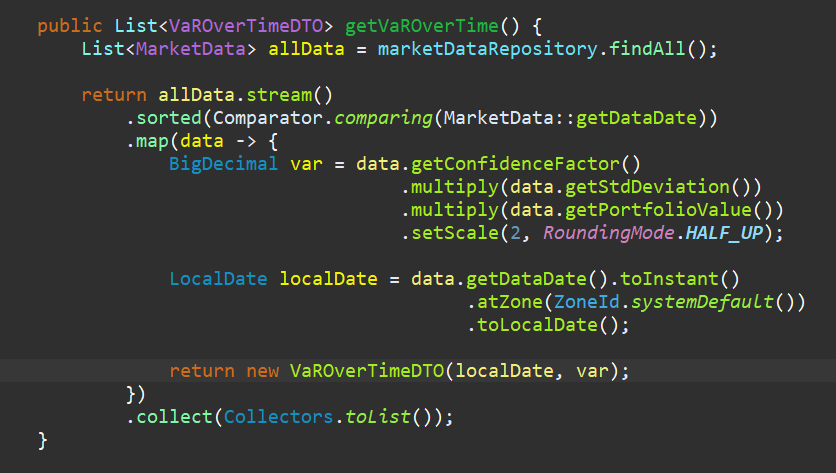 public List<VaROverTimeDTO> getVaROverTime() {
    List<MarketData> allData = marketDataRepository.findAll();

    return allData.stream()
        .sorted(Comparator.comparing(MarketData::getDataDate))
        .map(data -> {
            BigDecimal var = data.getConfidenceFactor()
                                 .multiply(data.getStdDeviation())
                                 .multiply(data.getPortfolioValue())
                                 .setScale(2, RoundingMode.HALF_UP);

            LocalDate localDate = data.getDataDate().toInstant()
                                       .atZone(ZoneId.systemDefault())
                                       .toLocalDate();

            return new VaROverTimeDTO(localDate, var);
        })
        .collect(Collectors.toList());
}